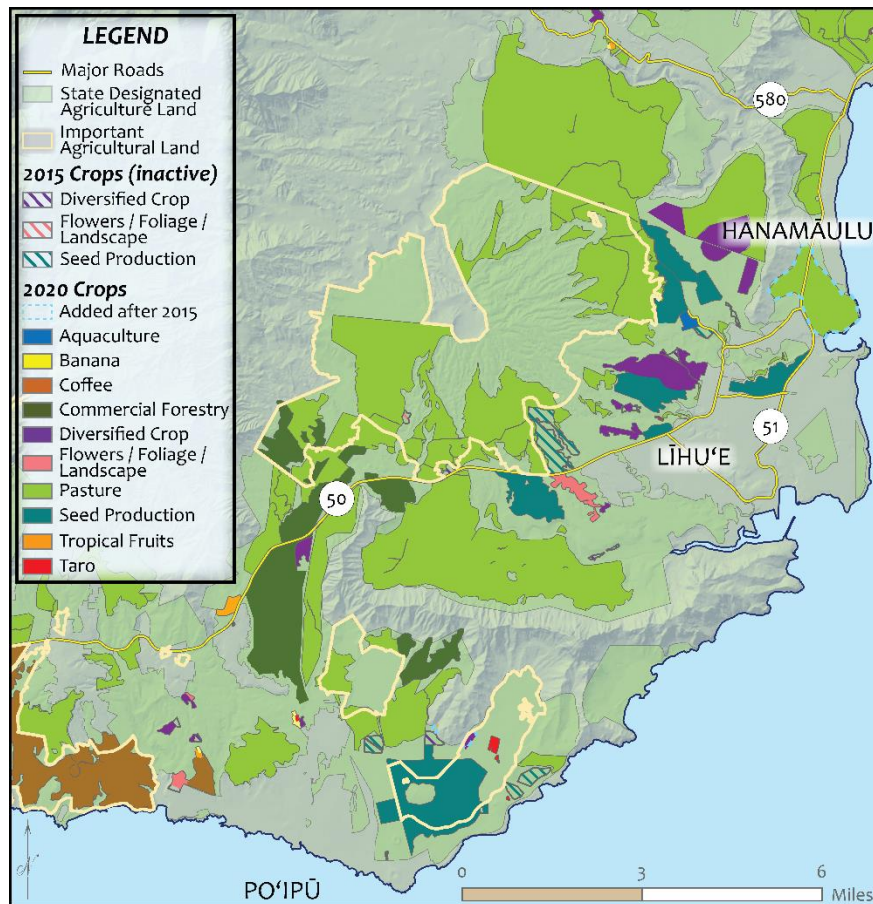 LEGEND
Major Roads
State Designated
Agriculture Land
Important
Agricultural Land
2015 Crops (inactive)
Diversified Crop
Flowers / Foliage /
Landscape
Seed Production
2020 Crops
Added after 2015
Aquaculture
Banana
Coffee
Commercial Forestry
Diversified Crop
Flowers / Foliage /
Landscape
Pasture
Seed Production
Tropical Fruits
Taro
580
HANAMĀULU
51
LĪHUʻE
50
N
POʻIPŪ
0 3 6
Miles